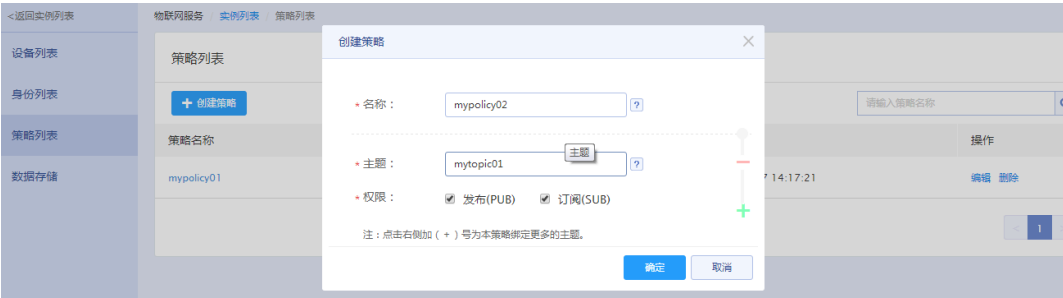 <返回实例列表
物联网服务 / 实例列表 / 策略列表
设备列表
身份列表
策略列表
数据存储
策略列表
+ 创建策略
请输入策略名称
策略名称
操作
mypolicy01
7 14:17:21
编辑 删除
<
1
创建策略
* 名称：
mypolicy02
?
* 主题：
mytopic01
主题
?
* 权限：
发布(PUB)
订阅(SUB)
注：点击右侧加（ + ）号为本策略绑定更多的主题。
确定
取消